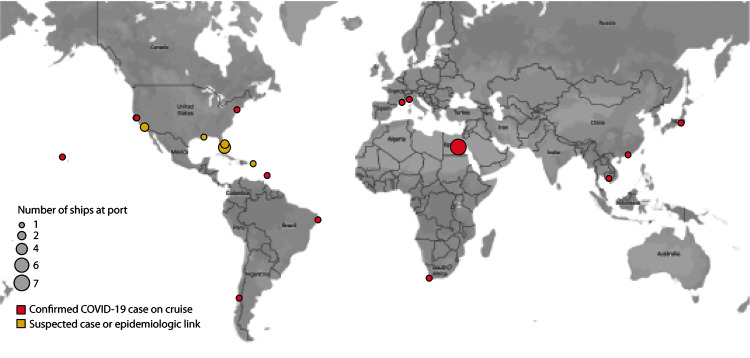 Russia
Canada
France
United
States
Spain
Turkey
China
Iran
Algeria
Mexico
India
Colombia
Number of ships at port
1
2
4
6
7
Peru
Brazil
Indonesia
Australia
Argentina
South
Africa
Confirmed COVID-19 case on cruise
Suspected case or epidemiologic link